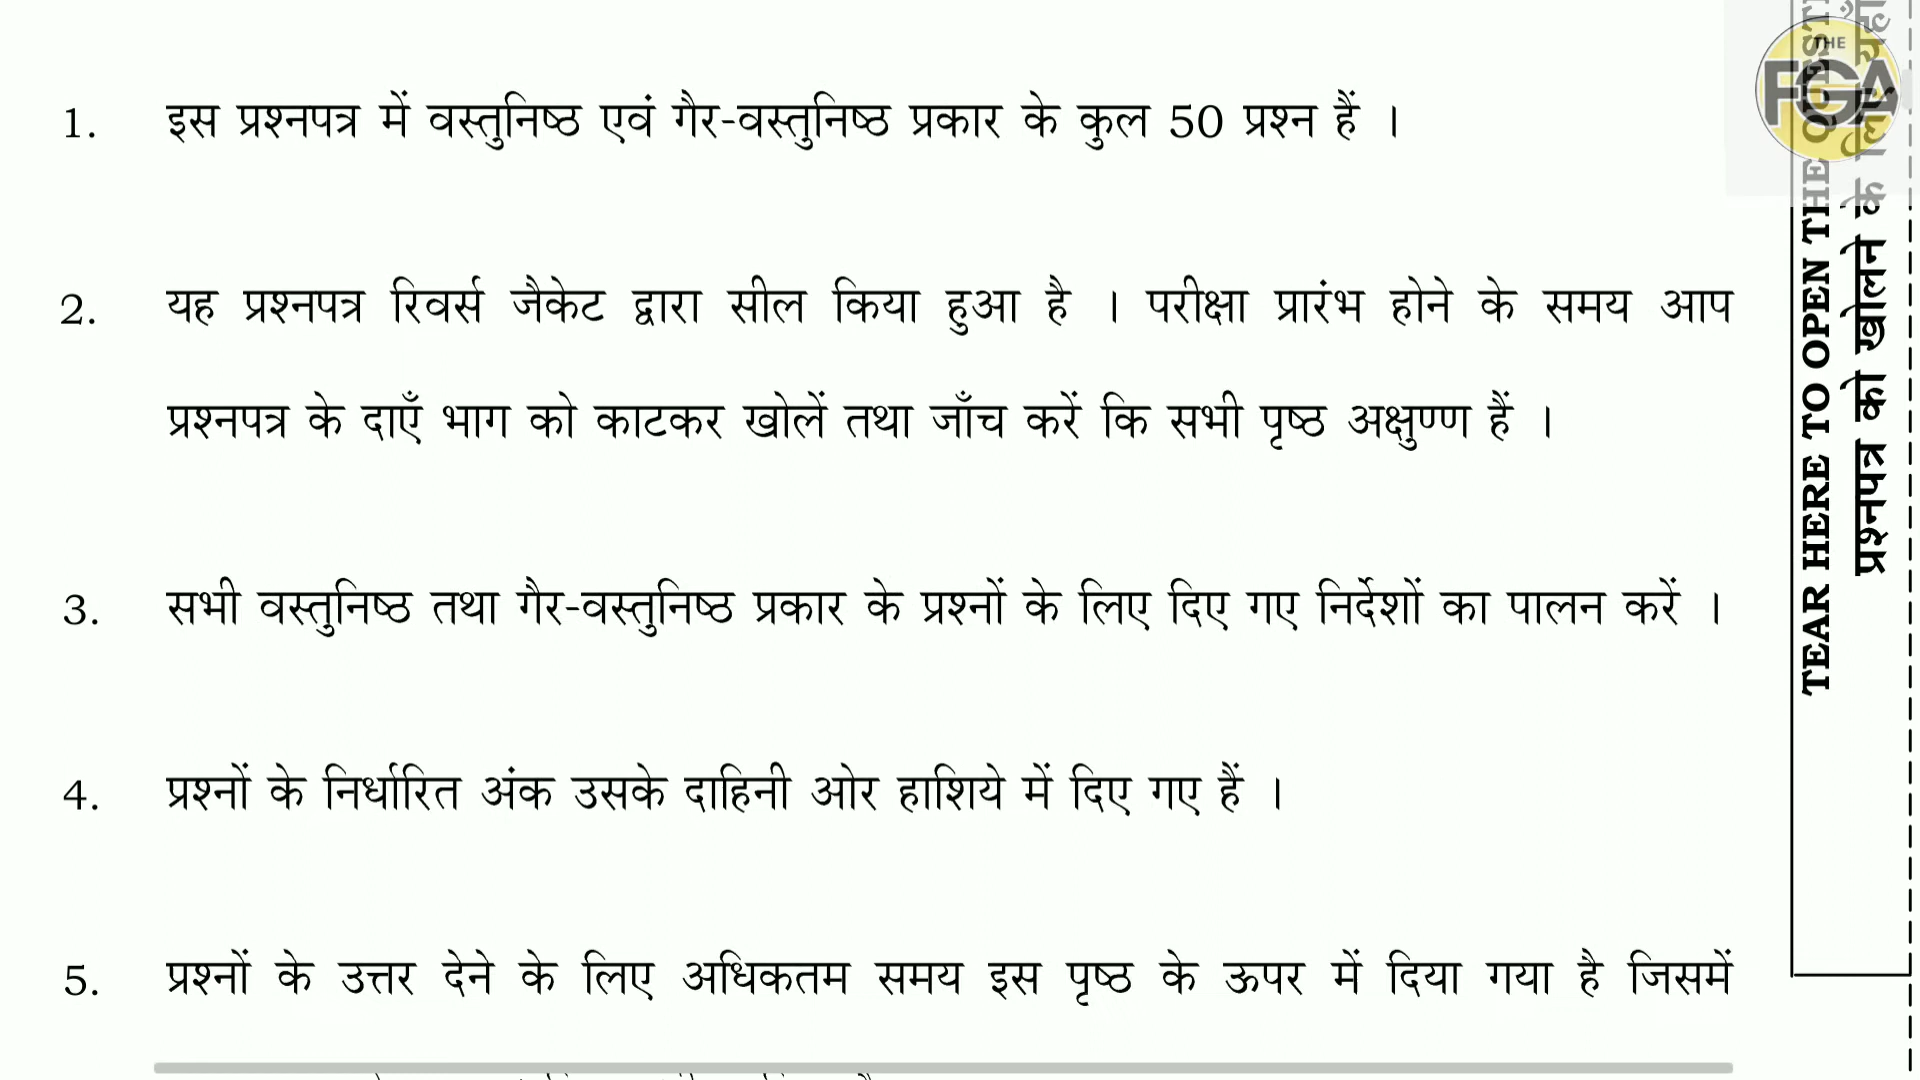 1. इस प्रश्नपत्र में वस्तुनिष्ठ एवं गैर-वस्तुनिष्ठ प्रकार के कुल 50 प्रश्न हैं ।
2. यह प्रश्नपत्र रिवर्स जैकेट द्वारा सील किया हुआ है । परीक्षा प्रारंभ होने के समय आप
प्रश्नपत्र के दाएँ भाग को काटकर खोलें तथा जाँच करें कि सभी पृष्ठ अक्षुण्ण हैं ।
3. सभी वस्तुनिष्ठ तथा गैर-वस्तुनिष्ठ प्रकार के प्रश्नों के लिए दिए गए निर्देशों का पालन करें ।
4. प्रश्नों के निर्धारित अंक उसके दाहिनी ओर हाशिये में दिए गए हैं ।
5. प्रश्नों के उत्तर देने के लिए अधिकतम समय इस पृष्ठ के ऊपर में दिया गया है जिसमें
TEAR HERE TO OPEN THE
प्रश्नपत्र को खोलने के लिए
THE
FGA